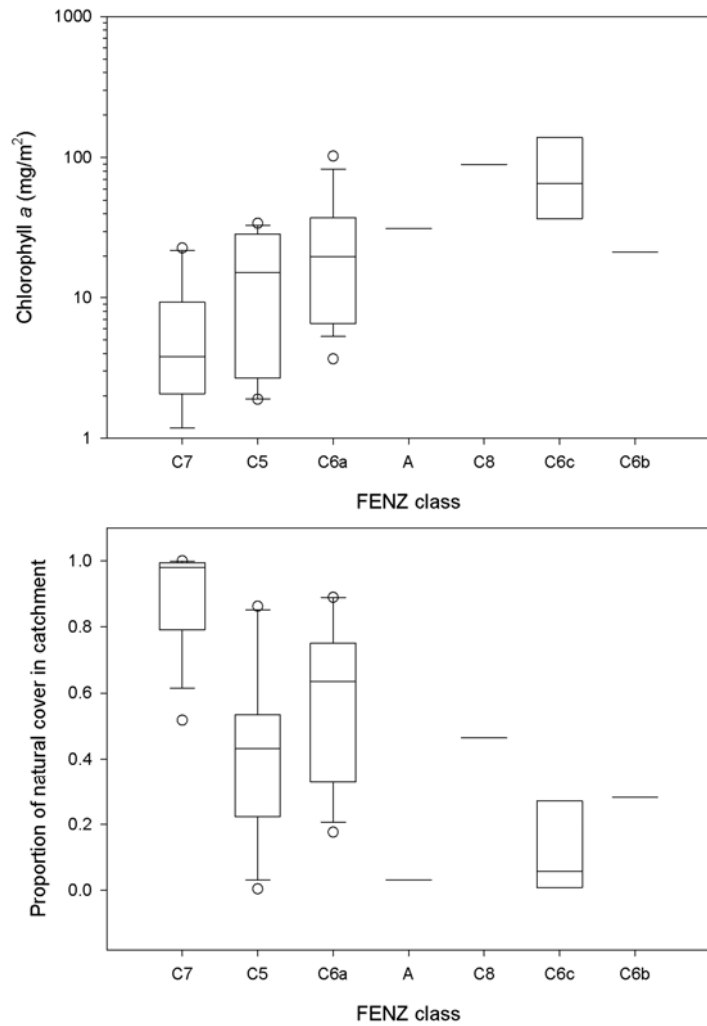 1000
100
10
1
Chlorophyll a (mg/m²)
C7 C5 C6a A C8 C6c C6b
FENZ class
1.0
0.8
0.6
0.4
0.2
0.0
Proportion of natural cover in catchment
C7 C5 C6a A C8 C6c C6b
FENZ class